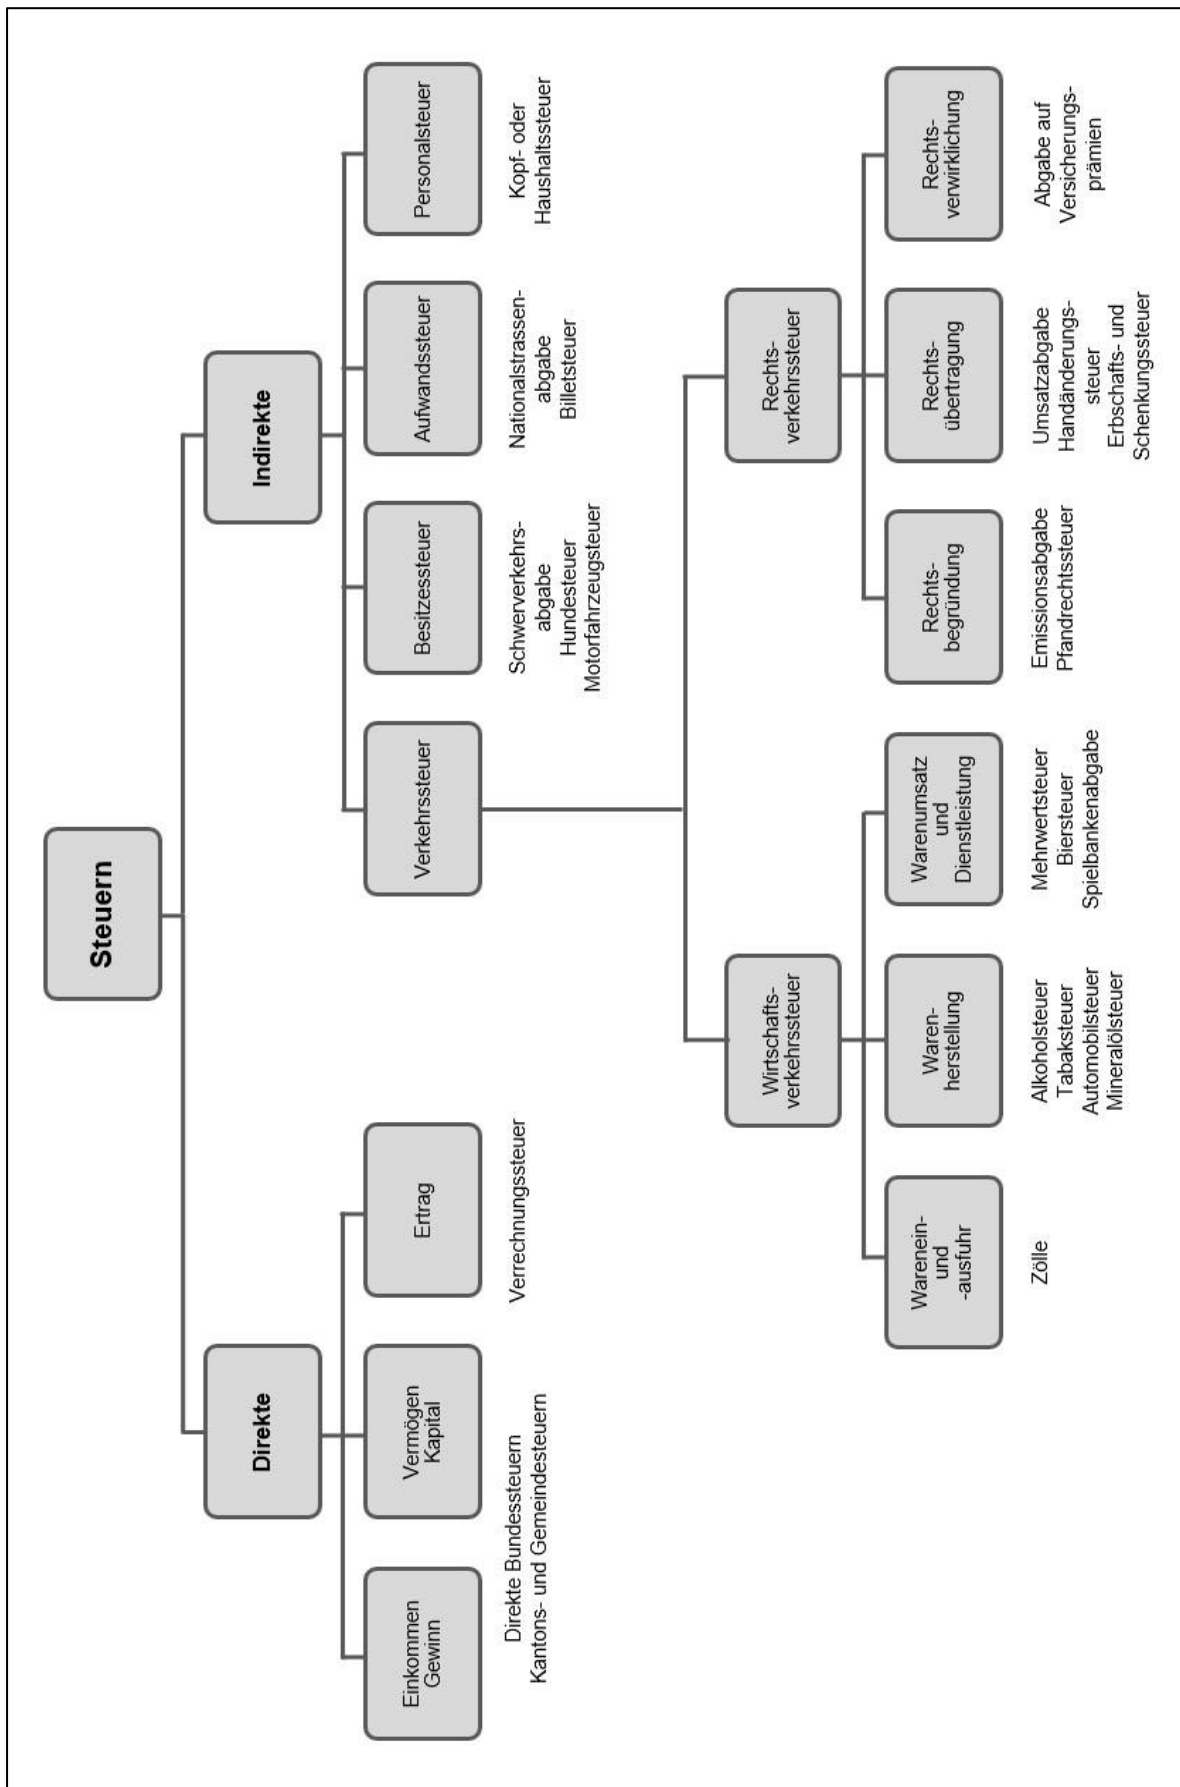 Steuern
Direkte
Indirekte
Einkommen
Gewinn
Vermögen
Kapital
Ertrag
Verkehrssteuer
Besitzessteuer
Aufwandssteuer
Personalsteuer
Direkte Bundessteuern
Kantons- und Gemeindesteuern
Verrechnungssteuer
Schwerverkehrs-
abgabe
Hundesteuer
Motorfahrzeugsteuer
Nationalstrassen-
abgabe
Billetsteuer
Kopf- oder
Haushaltssteuer
Wirtschafts-
verkehrssteuer
Rechts-
verkehrssteuer
Warenein-
und
-ausfuhr
Waren-
herstellung
Warenumsatz
und
Dienstleistung
Rechts-
begründung
Rechts-
übertragung
Rechts-
verwirklichung
Zölle
Alkoholsteuer
Tabaksteuer
Automobilsteuer
Mineralölsteuer
Mehrwertsteuer
Biersteuer
Spielbankenabgabe
Emissionsabgabe
Pfandrechtssteuer
Umsatzabgabe
Handänderungs-
steuer
Erbschafts- und
Schenkungssteuer
Abgabe auf
Versicherungs-
prämien